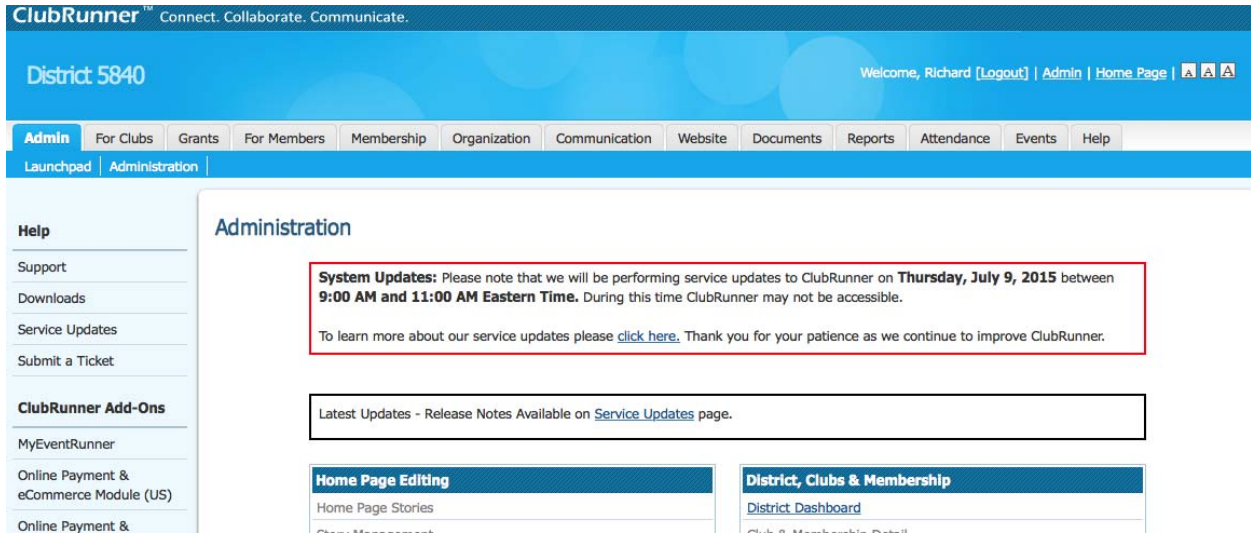 ClubRunner™ Connect. Collaborate. Communicate.
District 5840
Welcome, Richard [Logout] | Admin | Home Page | A A A
Admin For Clubs Grants For Members Membership Organization Communication Website Documents Reports Attendance Events Help
Launchpad | Administration |
Help
Support
Downloads
Service Updates
Submit a Ticket
ClubRunner Add-Ons
MyEventRunner
Online Payment &
eCommerce Module (US)
Online Payment &
Administration
System Updates: Please note that we will be performing service updates to ClubRunner on Thursday, July 9, 2015 between
9:00 AM and 11:00 AM Eastern Time. During this time ClubRunner may not be accessible.
To learn more about our service updates please click here. Thank you for your patience as we continue to improve ClubRunner.
Latest Updates - Release Notes Available on Service Updates page.
Home Page Editing
Home Page Stories
Story Management
District, Clubs & Membership
District Dashboard
Club & Membership Detail